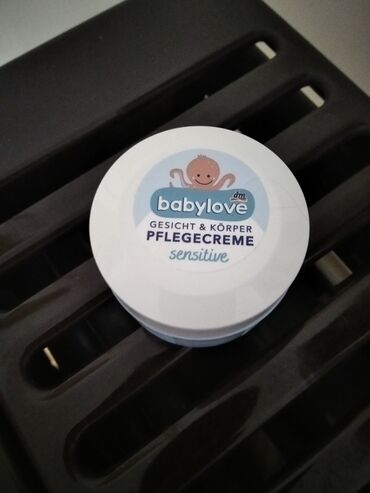 dm
babylove
GESICHT & KÖRPER
PFLEGECREME
sensitive